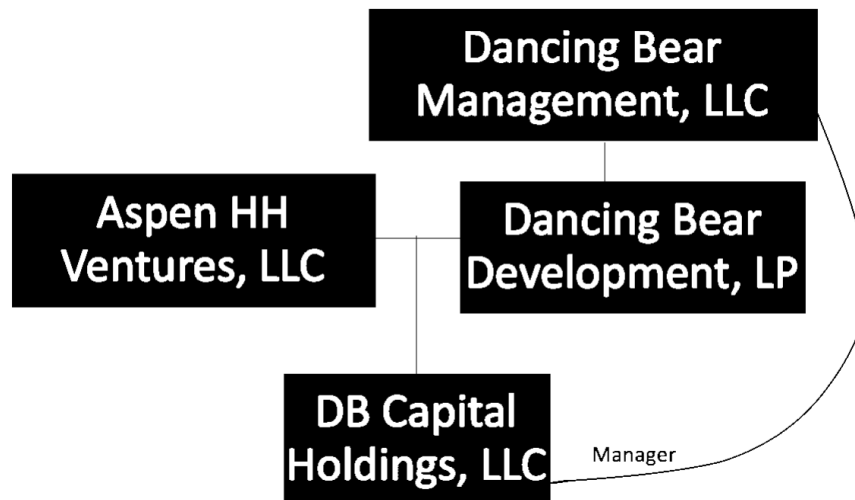 Dancing Bear
Management, LLC
Aspen HH
Ventures, LLC
Dancing Bear
Development, LP
DB Capital
Holdings, LLC
Manager